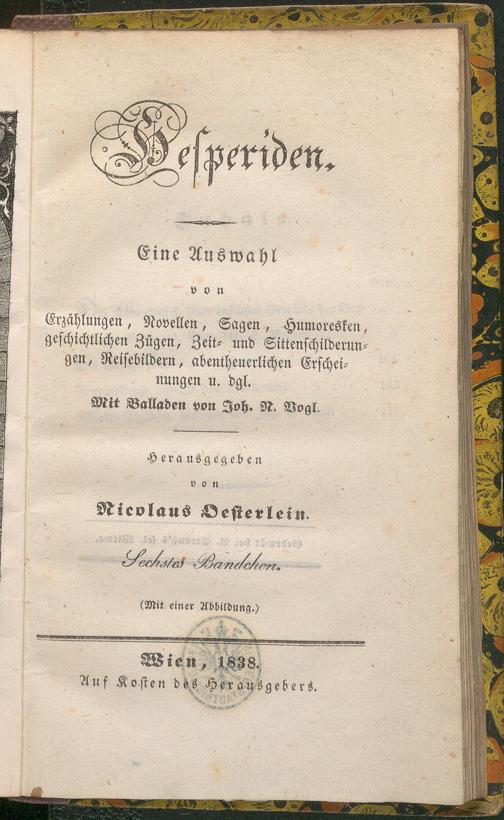 Hesperiden.
Eine Auswahl
von
Erzählungen, Novellen, Sagen, Humoresken,
geschichtlichen Zügen, Zeit- und Sittenschilderun-
gen, Reisebildern, abentheuerlichen Erschei-
nungen u. dgl.
Mit Balladen von Joh. N. Vogl.
Herausgegeben
von
Nicolaus Oesterlein.
Sechstes Bändchen.
(Mit einer Abbildung.)
Wien, 1838.
Auf Kosten des Herausgebers.